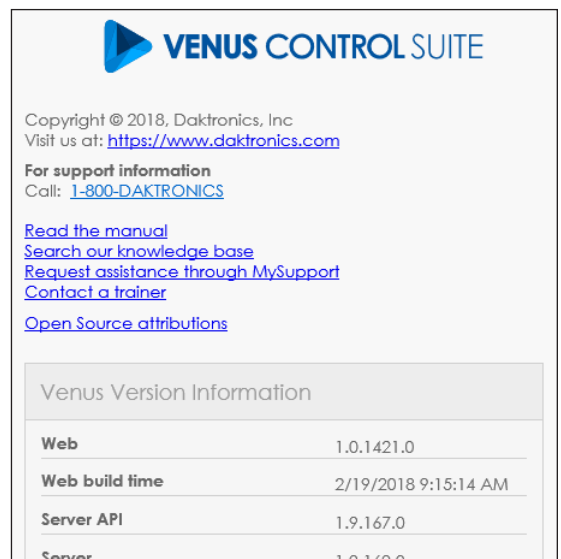 VENUS CONTROL SUITE
Copyright © 2018, Daktronics, Inc
Visit us at: https://www.daktronics.com
For support information
Call: 1-800-DAKTRONICS
Read the manual
Search our knowledge base
Request assistance through MySupport
Contact a trainer
Open Source attributions
Venus Version Information
Web 1.0.1421.0
Web build time 2/19/2018 9:15:14 AM
Server API 1.9.167.0
Server